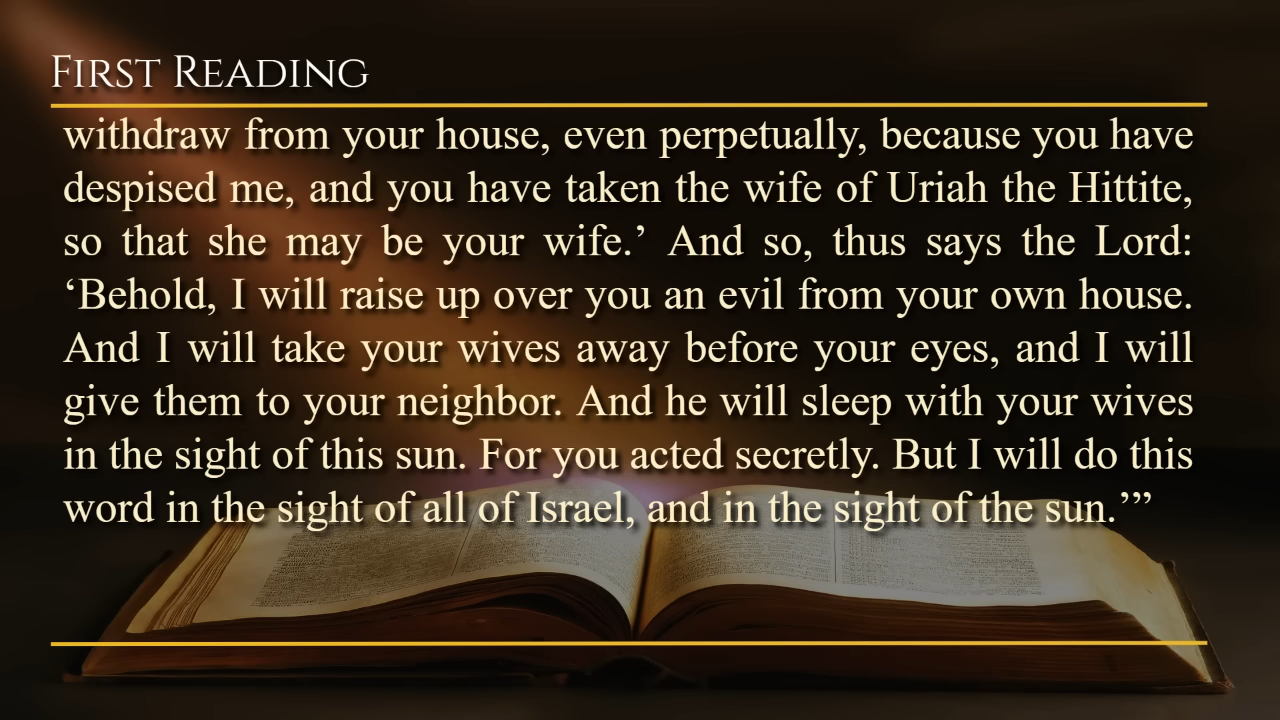 First Reading
withdraw from your house, even perpetually, because you have
despised me, and you have taken the wife of Uriah the Hittite,
so that she may be your wife.’ And so, thus says the Lord:
‘Behold, I will raise up over you an evil from your own house.
And I will take your wives away before your eyes, and I will
give them to your neighbor. And he will sleep with your wives
in the sight of this sun. For you acted secretly. But I will do this
word in the sight of all of Israel, and in the sight of the sun.’”